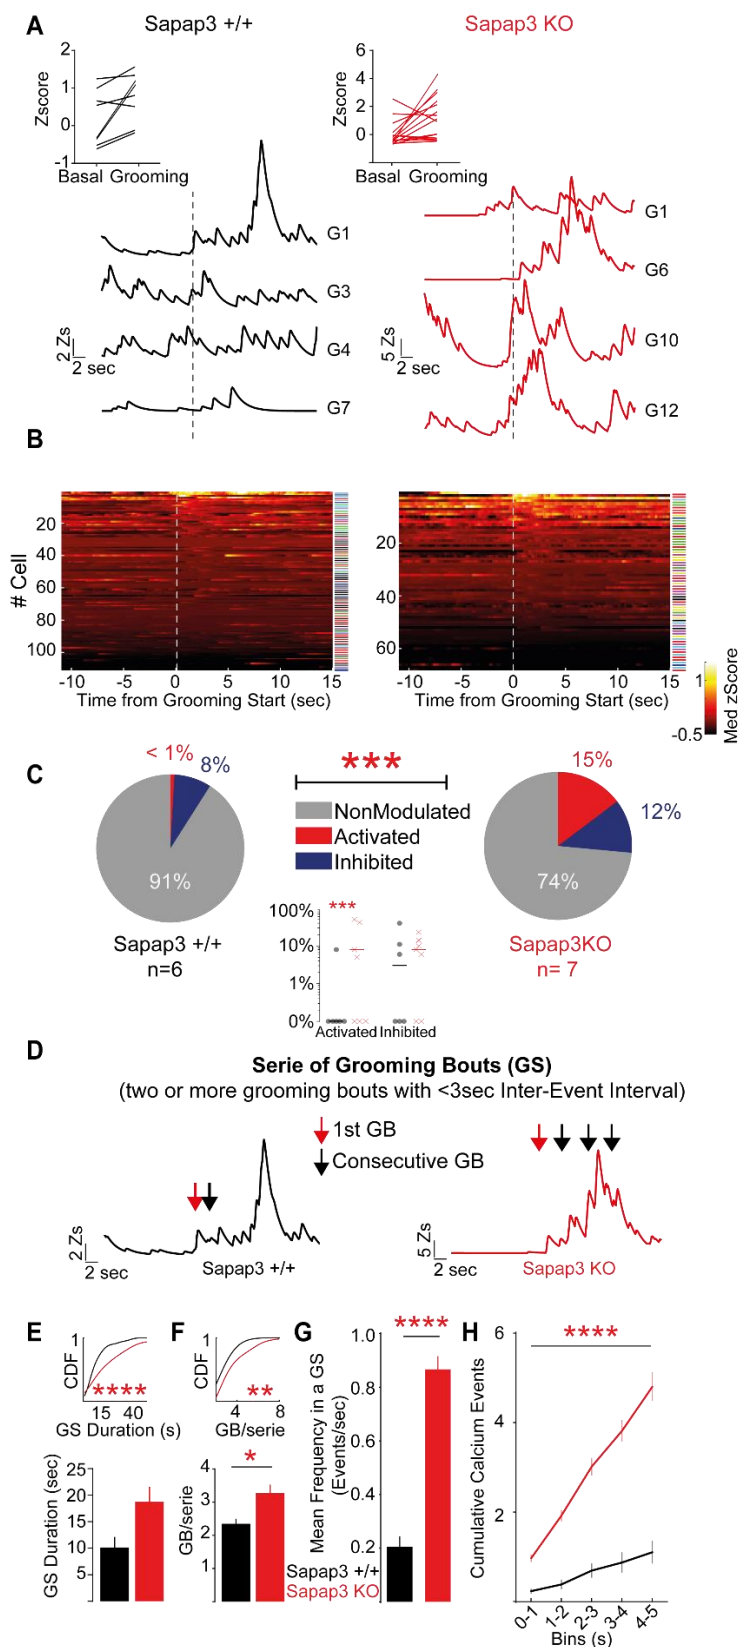 A
Sapap3 +/+
Sapap3 KO
2
1
0
-1
Zscore
Basal Grooming
6
4
2
0
Zscore
Basal Grooming
G1
G3
G4
G7
2 Zs
2 sec
G1
G6
G10
G12
5 Zs
2 sec
B
# Cell
20
40
60
80
100
-10 -5 0 5 10 15
Time from Grooming Start (sec)
20
40
60
-10 -5 0 5 10 15
Time from Grooming Start (sec)
1
-0.5
Med zScore
C
< 1%
8%
91%
Sapap3 +/+
n=6
***
NonModulated
Activated
Inhibited
15%
12%
74%
Sapap3KO
n= 7
100%
10%
1%
0%
***
Activated Inhibited
D
Serie of Grooming Bouts (GS)
(two or more grooming bouts with <3sec Inter-Event Interval)
1st GB
Consecutive GB
2 Zs
2 sec
Sapap3 +/+
5 Zs
2 sec
Sapap3 KO
E
1
CDF
****
15 40
GS Duration (s)
25
20
15
10
5
GS Duration (sec)
F
1
CDF
**
4 8
GB/serie
*
4
3
2
1
GB/serie
G
****
1.0
0.8
0.6
0.4
0.2
Mean Frequency in a GS
(Events/sec)
Sapap3 +/+
Sapap3 KO
H
6
4
2
****
Cumulative Calcium Events
0-1 1-2 2-3 3-4 4-5
Bins (s)